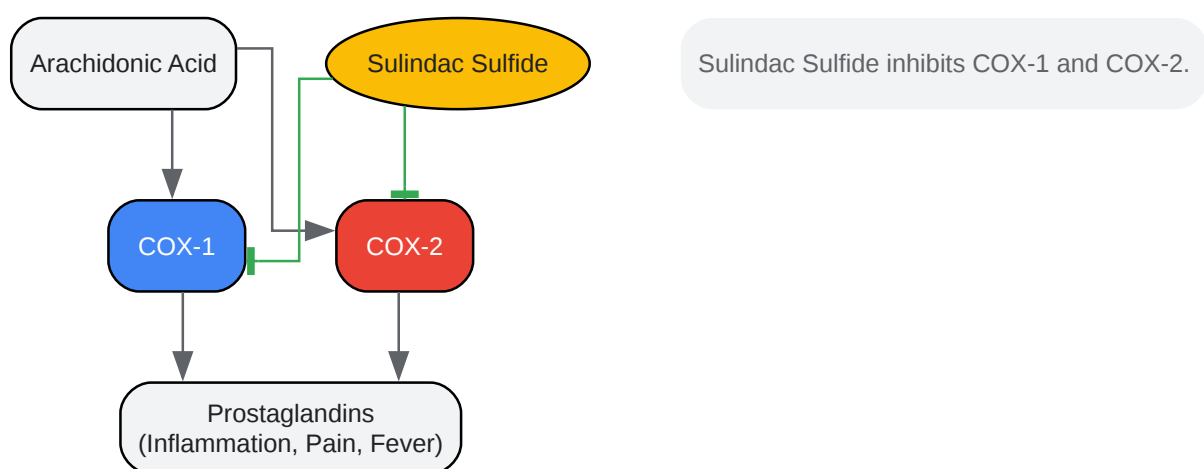 Arachidonic Acid
Sulindac Sulfide
Sulindac Sulfide inhibits COX-1 and COX-2.
COX-1
COX-2
Prostaglandins
(Inflammation, Pain, Fever)